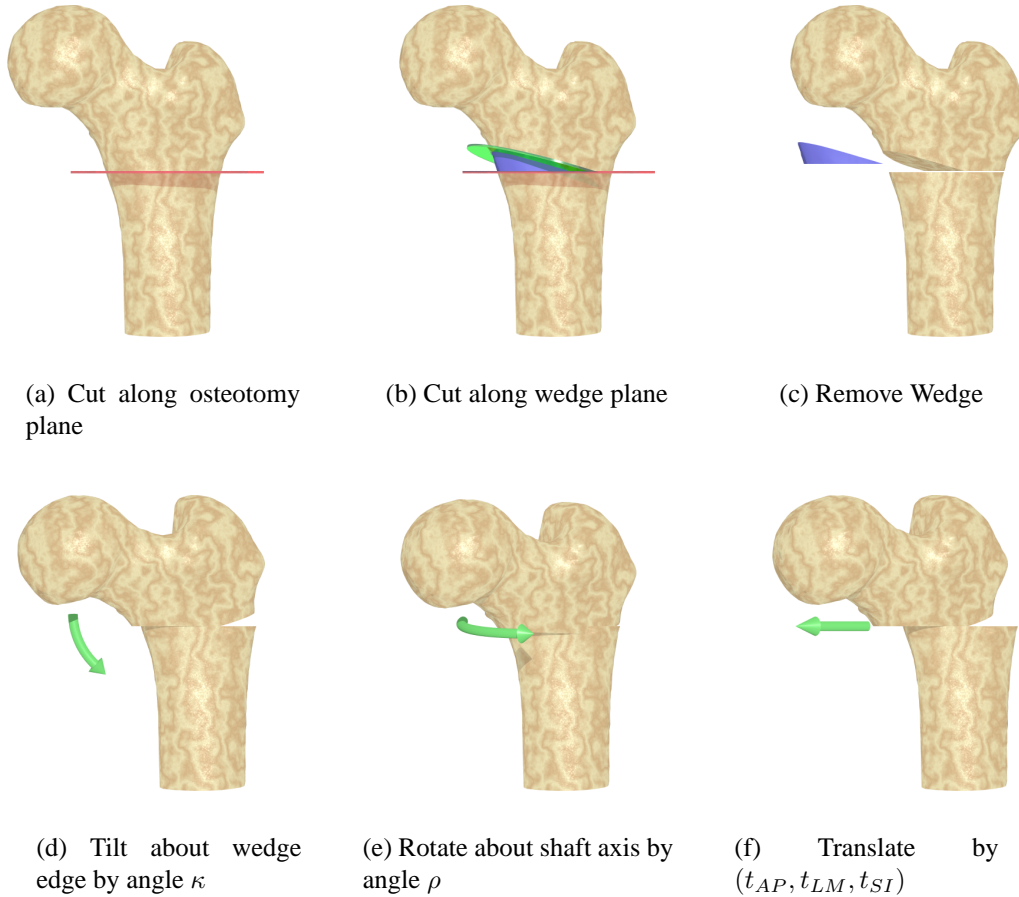 (a) Cut along osteotomy
plane
(b) Cut along wedge plane
(c) Remove Wedge
(d) Tilt about wedge
edge by angle κ
(e) Rotate about shaft axis by
angle ρ
(f) Translate by
(t_{AP}, t_{LM}, t_{SI})